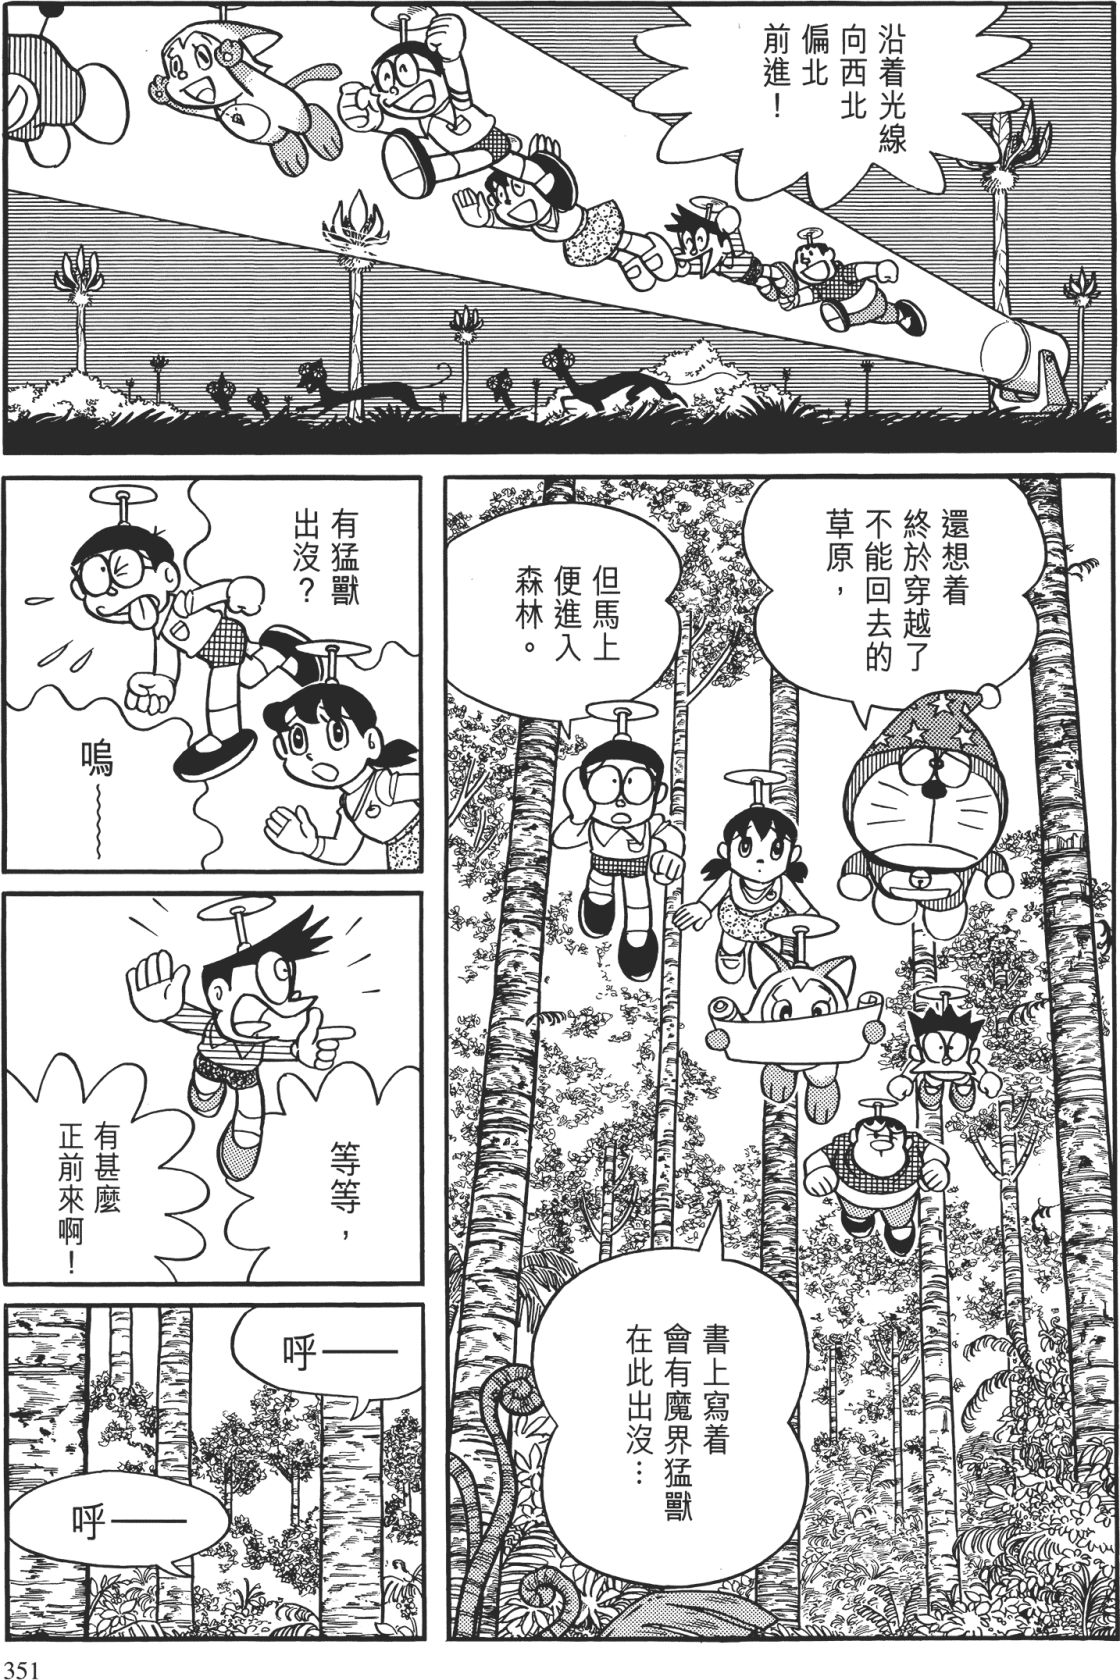 沿着光線
向西北
偏北
前進！
還想着
終於穿越了
不能回去的
草原，
但馬上
便進入
森林。
書上寫着
會有魔界猛獸
在此出沒…
有猛獸
出沒？
嗚～～～
等等，
有甚麼
正前來啊！
呼——
呼——
351